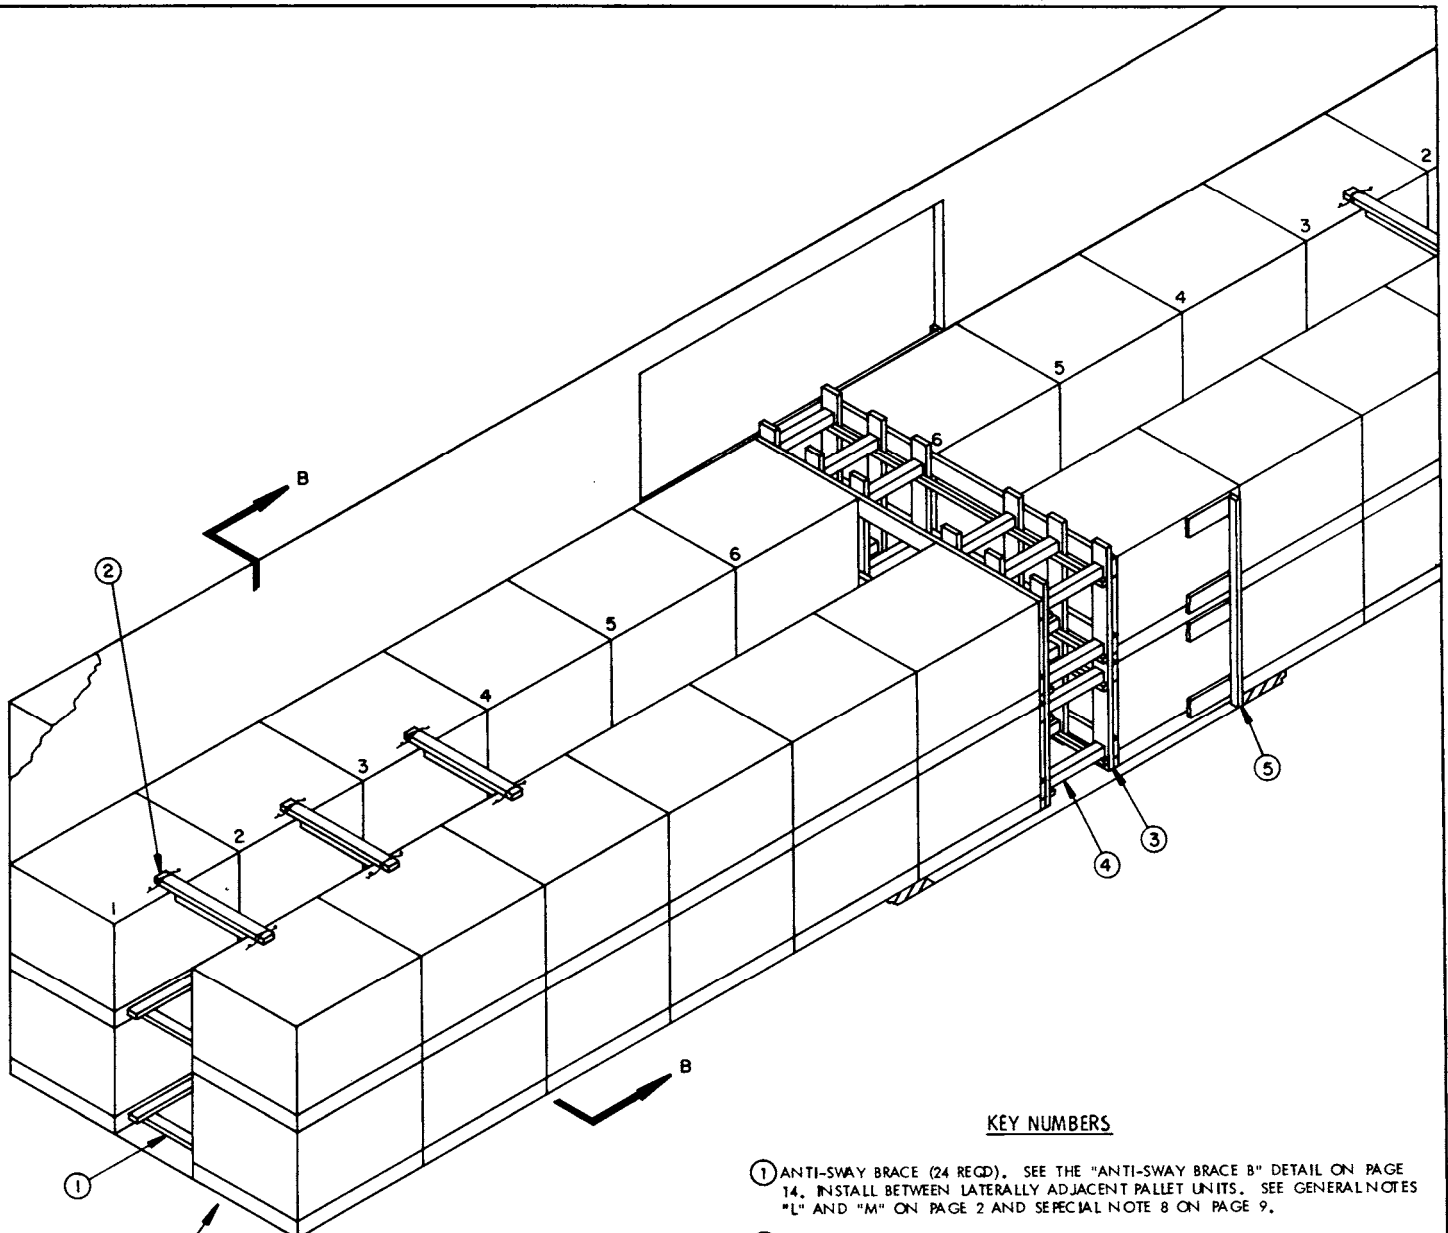 2
3
4
5
6
B
2
6
5
4
5
3
4
3
2
1
B
1
KEY NUMBERS
1 ANTI-SWAY BRACE (24 REQD). SEE THE "ANTI-SWAY BRACE B" DETAIL ON PAGE
14. INSTALL BETWEEN LATERALLY ADJACENT PALLET UNITS. SEE GENERAL NOTES
"L" AND "M" ON PAGE 2 AND SEPECIAL NOTE 8 ON PAGE 9.